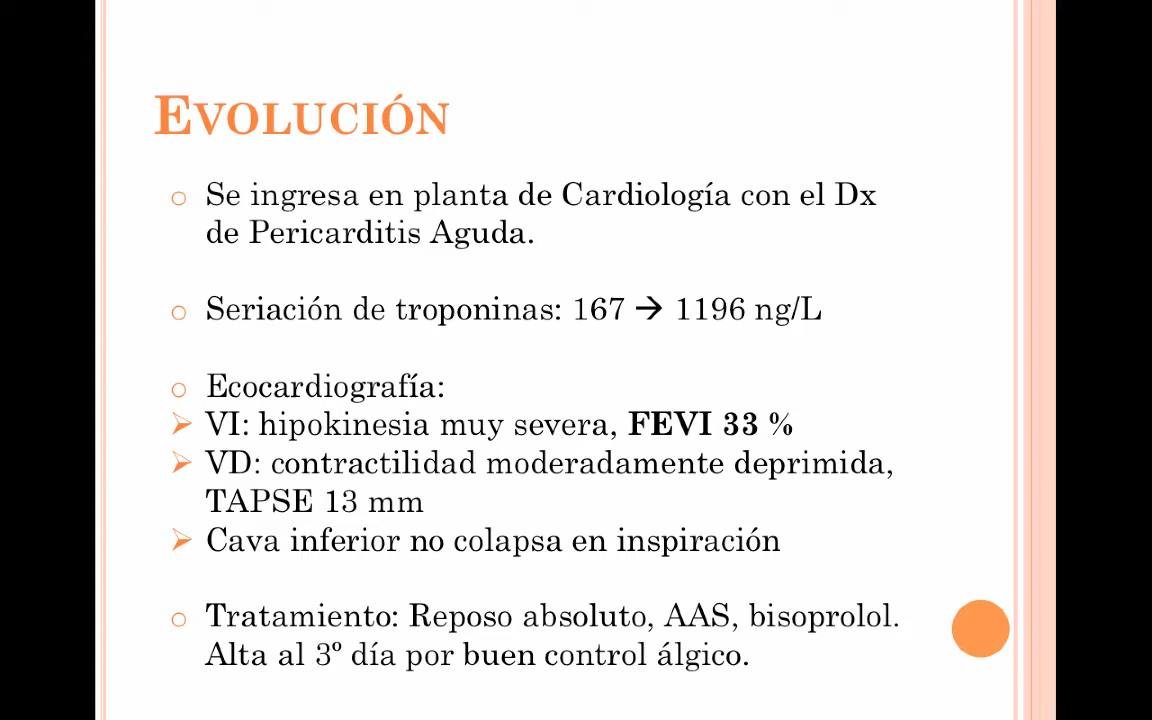 EVOLUCIÓN
○ Se ingresa en planta de Cardiología con el Dx
de Pericarditis Aguda.
○ Seriación de troponinas: 167 → 1196 ng/L
○ Ecocardiografía:
➢ VI: hipokinesia muy severa, FEVI 33 %
➢ VD: contractilidad moderadamente deprimida,
TAPSE 13 mm
➢ Cava inferior no colapsa en inspiración
○ Tratamiento: Reposo absoluto, AAS, bisoprolol.
Alta al 3º día por buen control álgico.